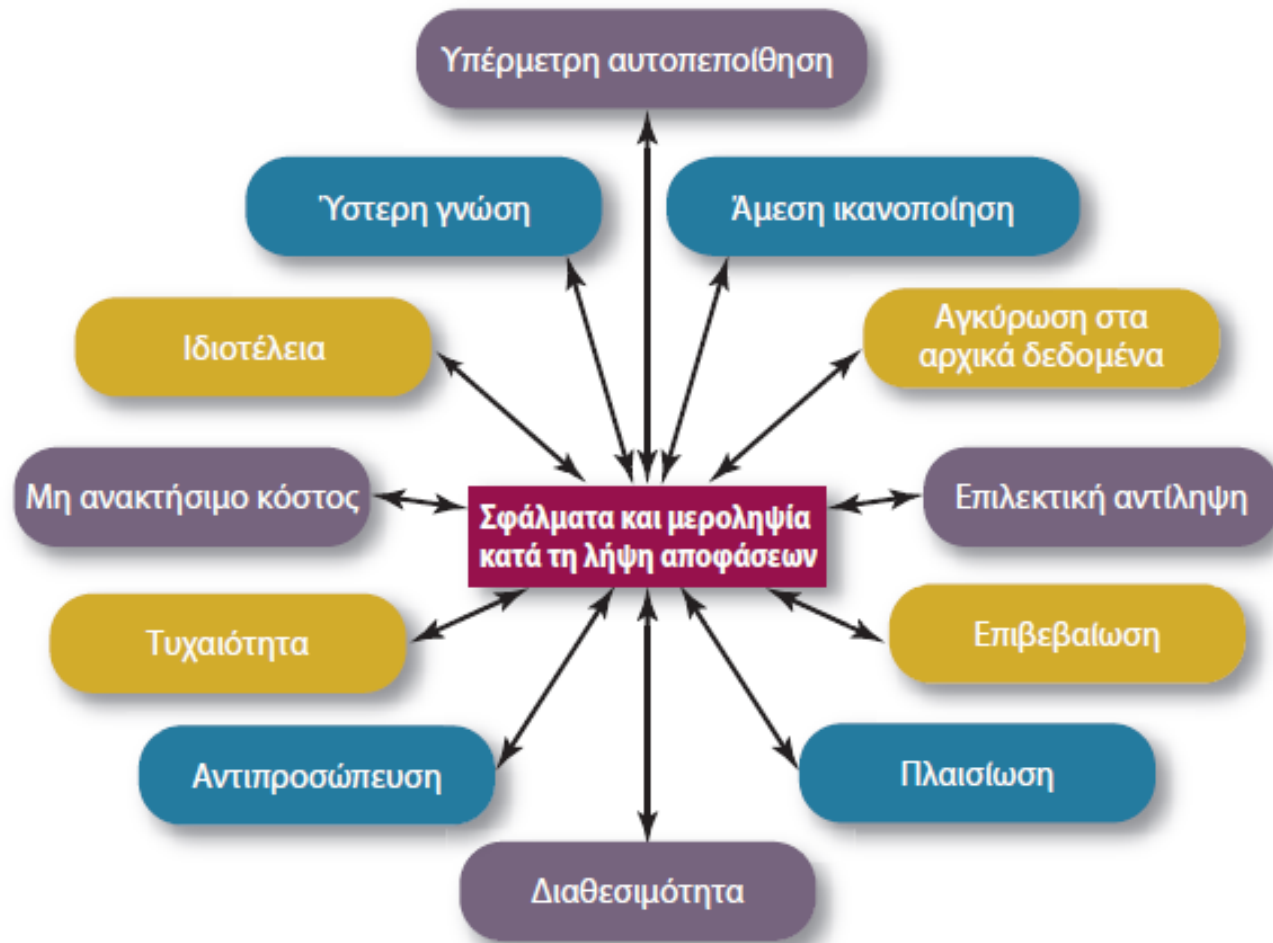 Υπέρμετρη αυτοπεποίθηση
Ύστερη γνώση
Άμεση ικανοποίηση
Ιδιοτέλεια
Αγκύρωση στα
αρχικά δεδομένα
Μη ανακτήσιμο κόστος
Σφάλματα και μεροληψία
κατά τη λήψη αποφάσεων
Επιλεκτική αντίληψη
Τυχαιότητα
Επιβεβαίωση
Αντιπροσώπευση
Πλαισίωση
Διαθεσιμότητα